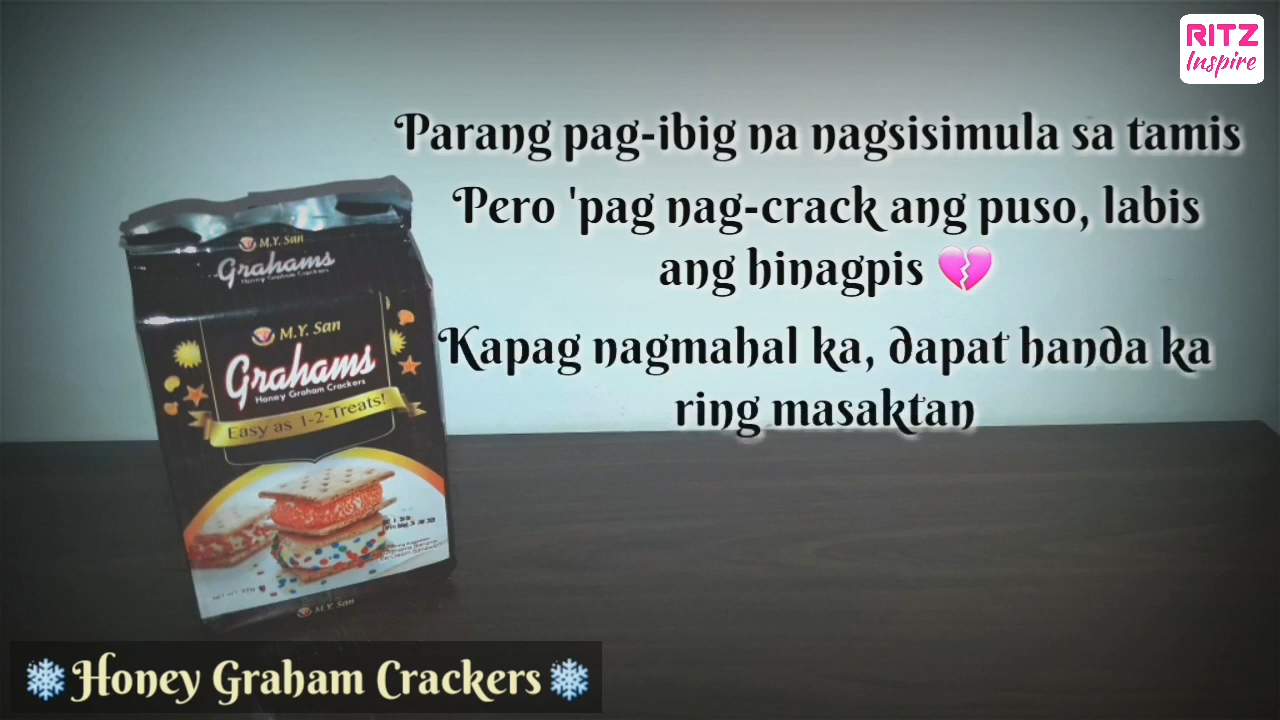 RITZ
Inspire
Parang pag-ibig na nagsisimula sa tamis
Pero 'pag nag-crack ang puso, labis
ang hinagpis 💔
Kapag nagmahal ka, dapat handa ka
ring masaktan
M.Y. San
Grahams
Honey Graham Crackers
M.Y. San
Grahams
Honey Graham Crackers
Easy as 1-2-Treats!
NET WT.
M.Y. San
❄Honey Graham Crackers❄